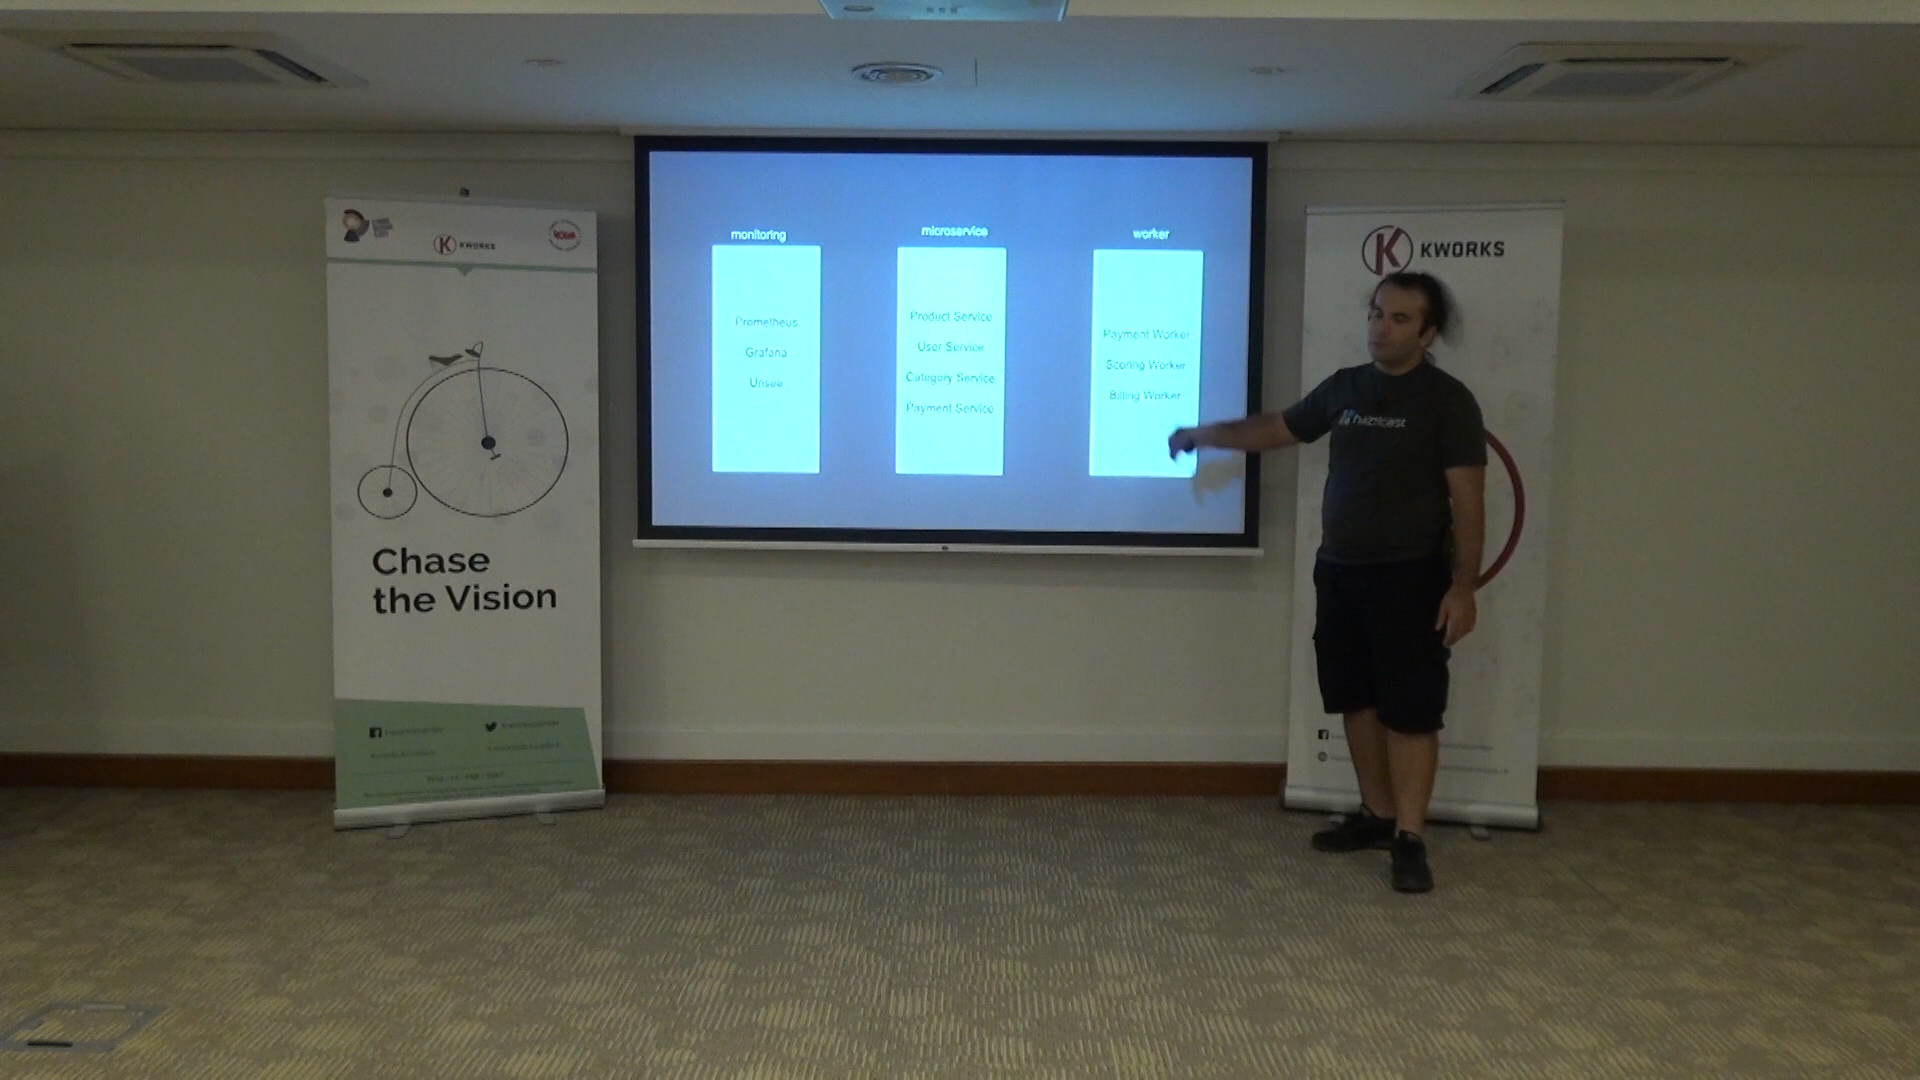 KWORKS
Chase
the Vision
monitoring
Prometheus
Grafana
Unsee
microservice
Product Service
User Service
Category Service
Payment Service
worker
Payment Worker
Scoring Worker
Billing Worker
KWORKS
hazelcast